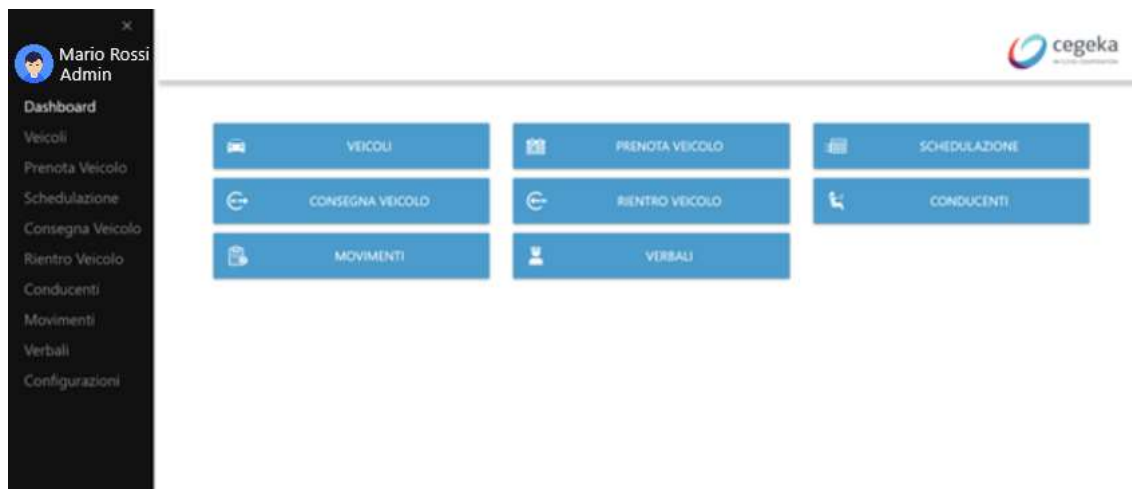 ×
Mario Rossi
Admin
cegeka
Dashboard
Veicoli
Prenota Veicolo
Schedulazione
Consegna Veicolo
Rientro Veicolo
Conducenti
Movimenti
Verbali
Configurazioni
VEICOLI
PRENOTA VEICOLO
SCHEDULAZIONE
CONSEGNA VEICOLO
RIENTRO VEICOLO
CONDUCENTI
MOVIMENTI
VERBALI